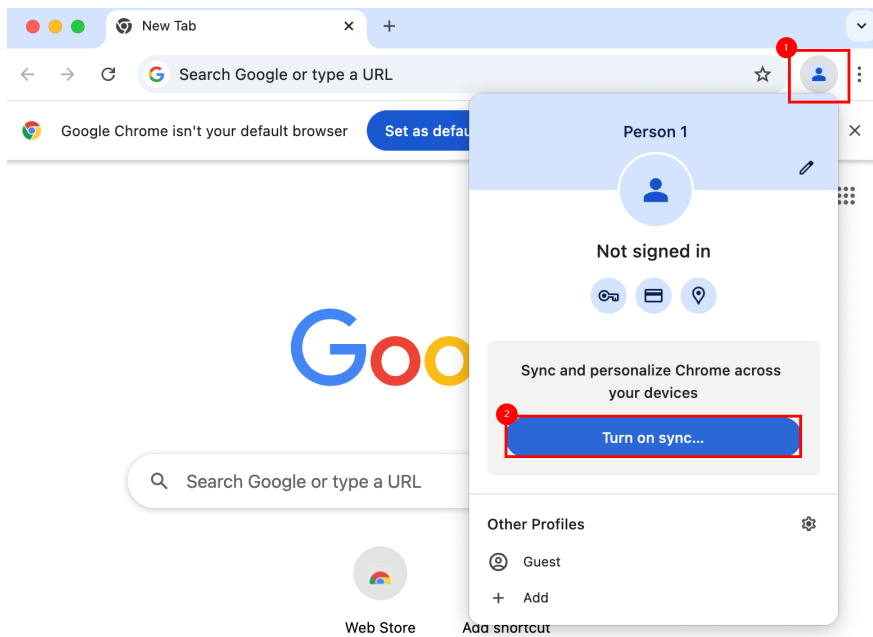 New Tab
1
Search Google or type a URL
Google Chrome isn't your default browser
Set as defau
Person 1
Not signed in
Goo
Sync and personalize Chrome across
your devices
2
Turn on sync...
Search Google or type a URL
Other Profiles
Guest
Add
Web Store
Add shortcut